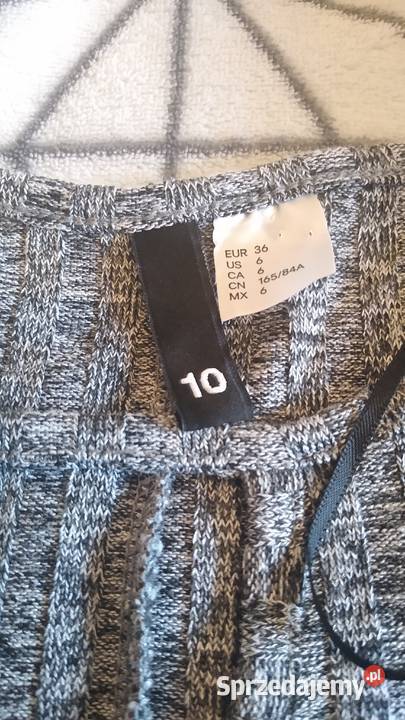 EUR 36
US 6
CA 6
CN 165/84A
MX 6
10
Sprzedajemy.pl